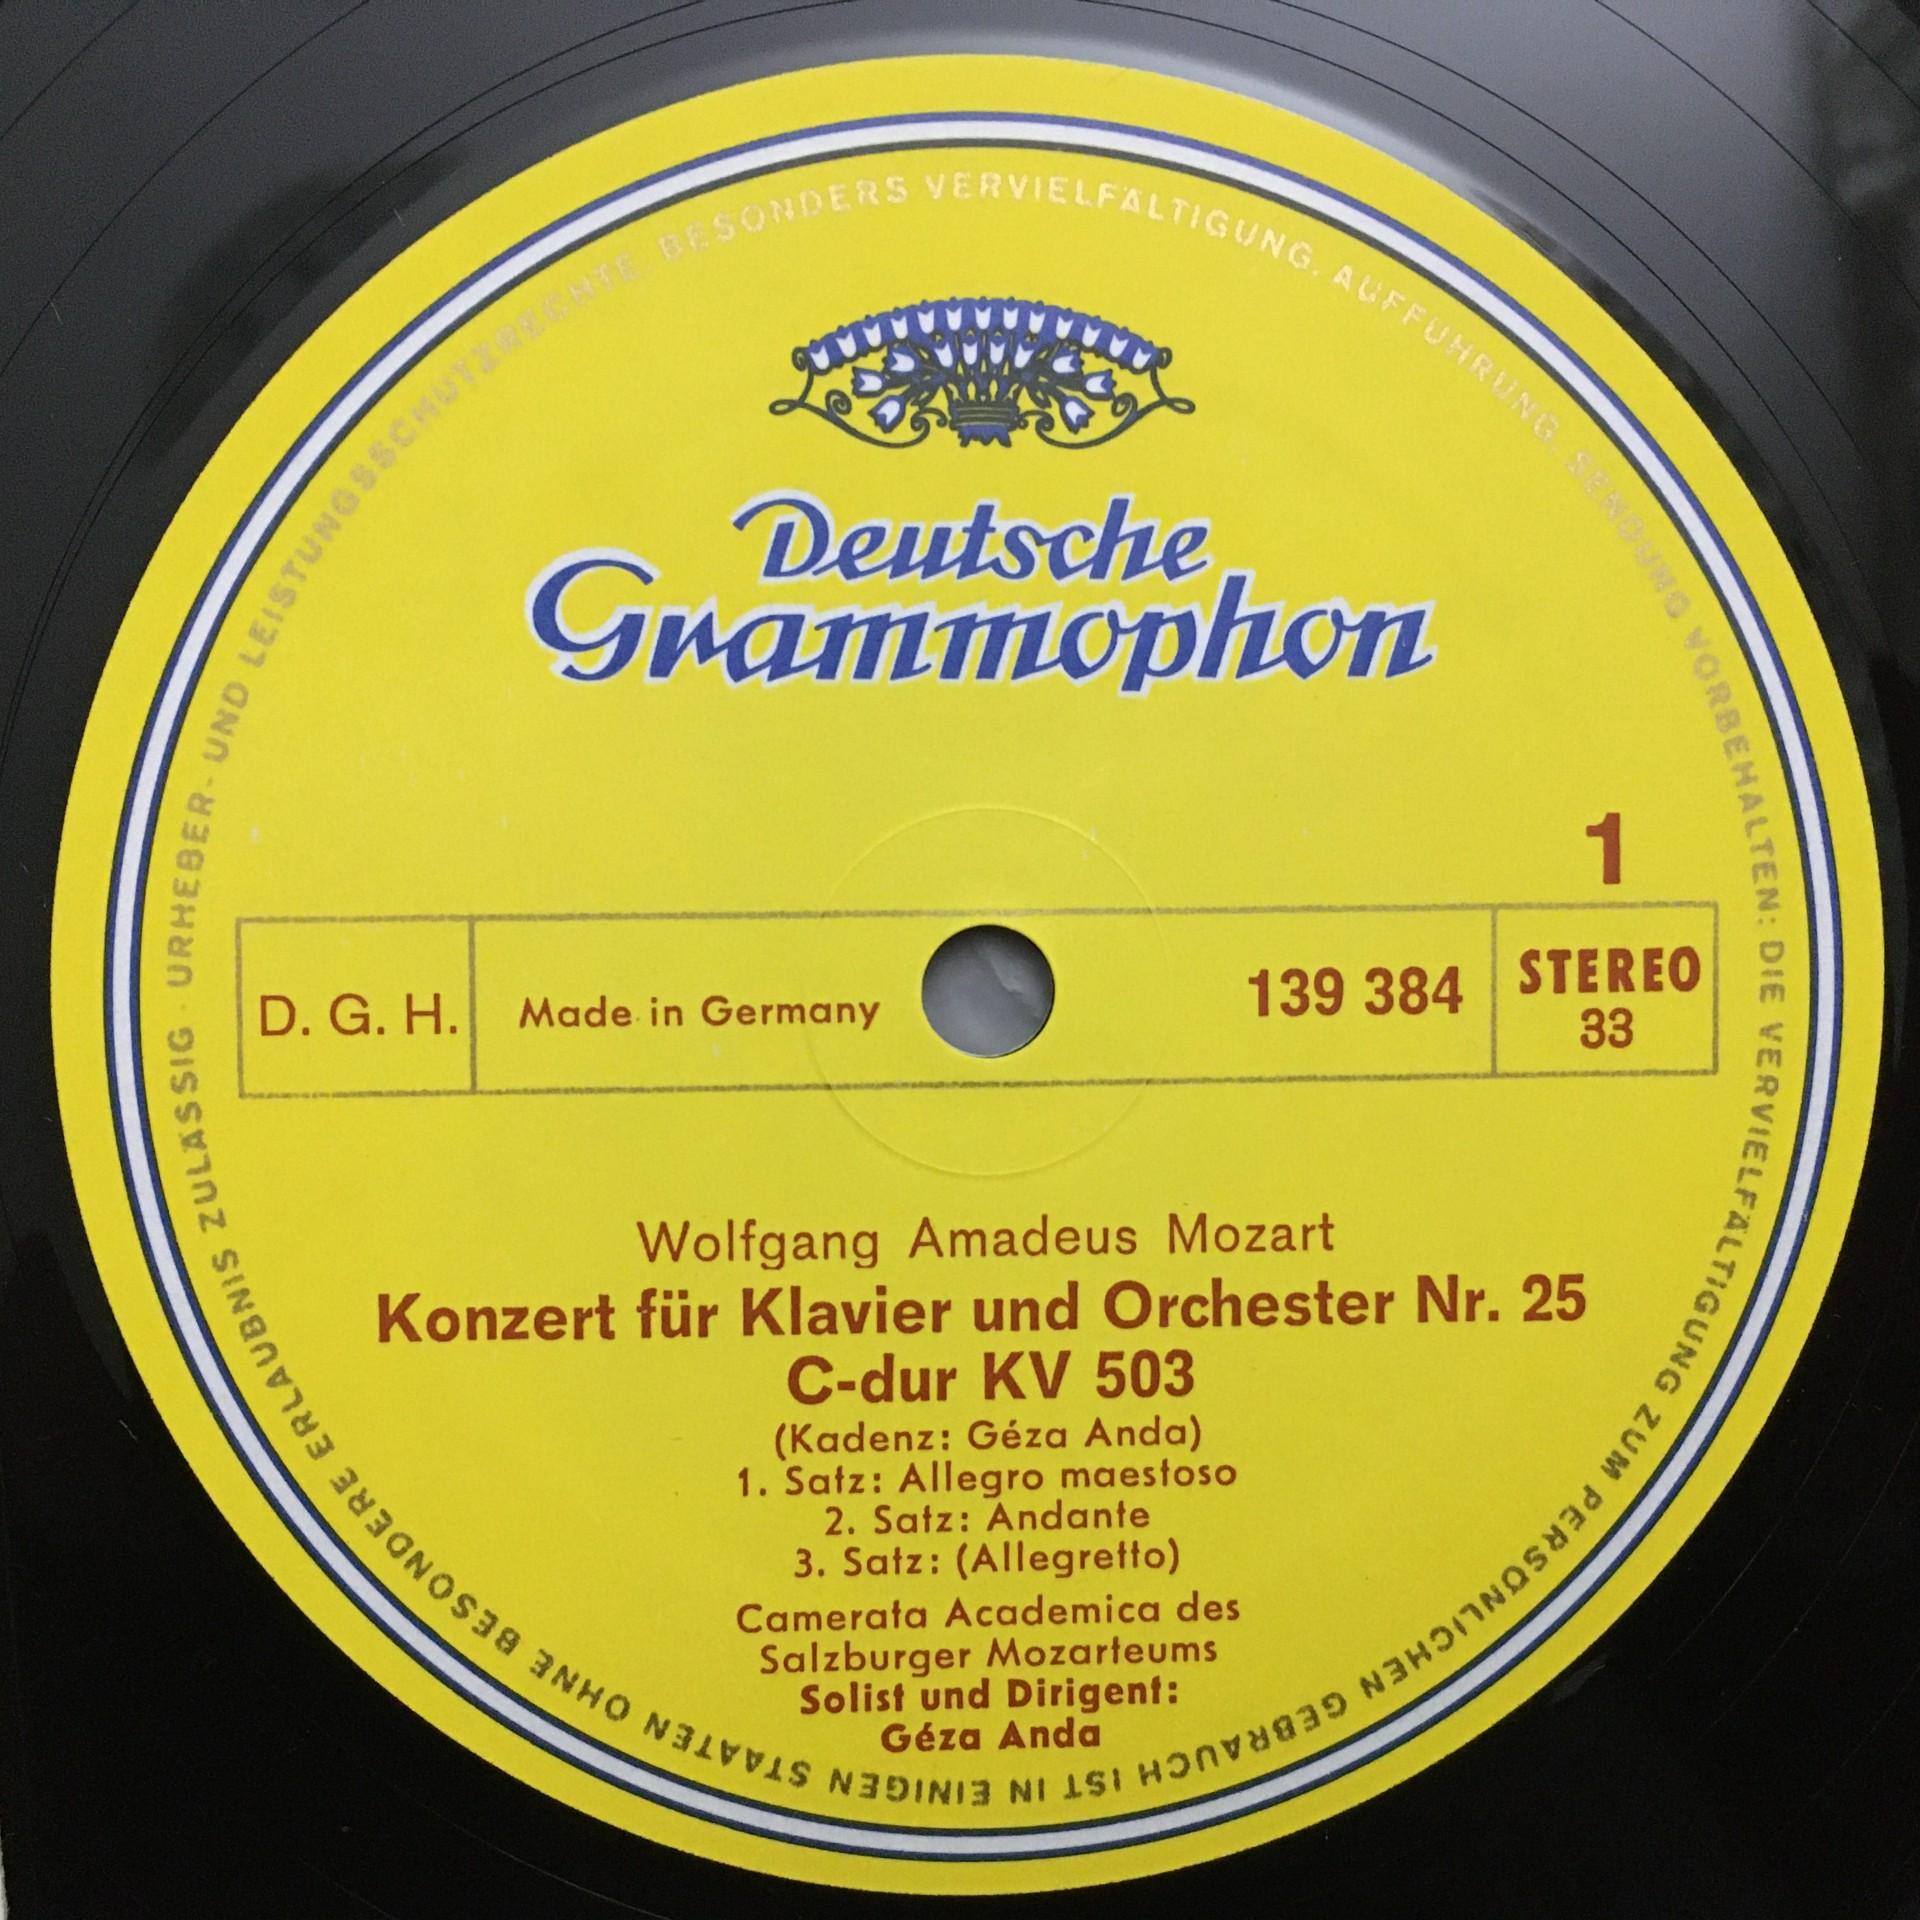 URHEBER- UND LEISTUNGSSCHUTZRECHTE, BESONDERS VERVIELFÄLTIGUNG, AUFFÜHRUNG, SENDUNG VORBEHALTEN: DIE VERVIELFÄLTIGUNG ZUM PERSÖNLICHEN GEBRAUCH IST IN EINIGEN STAATEN OHNE BESONDERE ERLAUBNIS ZULÄSSIG ·
Deutsche
Grammophon
1
D. G. H. Made in Germany 139 384 STEREO
33
Wolfgang Amadeus Mozart
Konzert für Klavier und Orchester Nr. 25
C-dur KV 503
(Kadenz: Géza Anda)
1. Satz: Allegro maestoso
2. Satz: Andante
3. Satz: (Allegretto)
Camerata Academica des
Salzburger Mozarteums
Solist und Dirigent:
Géza Anda